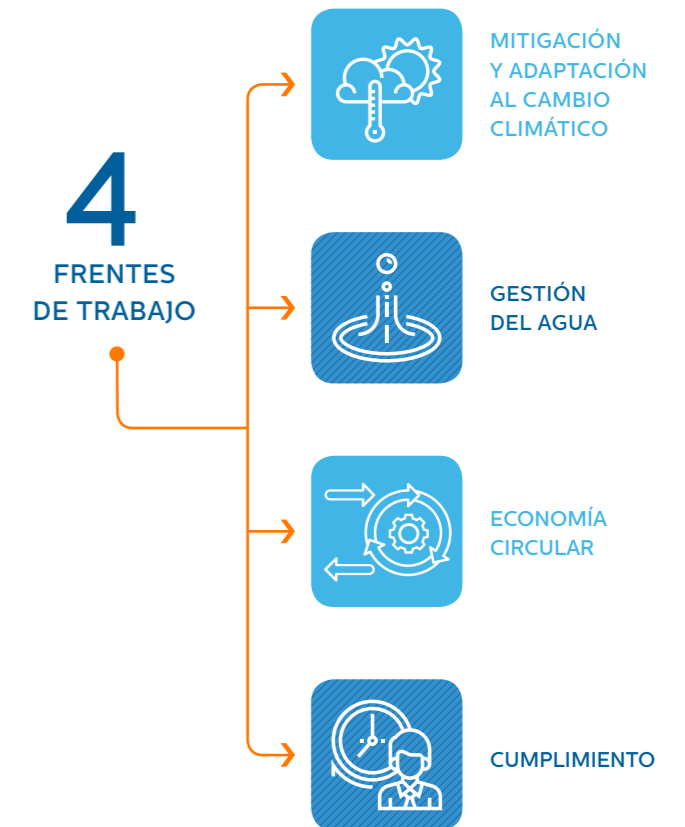 4
FRENTES
DE TRABAJO
MITIGACIÓN
Y ADAPTACIÓN
AL CAMBIO
CLIMÁTICO
GESTIÓN
DEL AGUA
ECONOMÍA
CIRCULAR
CUMPLIMIENTO